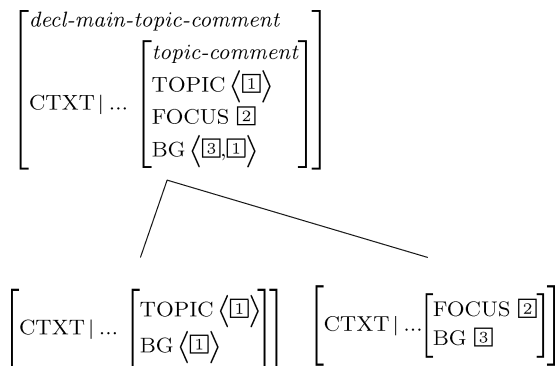 decl-main-topic-comment
topic-comment
TOPIC ⟨[1]⟩
CTXT | ...
FOCUS [2]
BG ⟨[3],[1]⟩
CTXT | ...
TOPIC ⟨[1]⟩
BG ⟨[1]⟩
CTXT | ...
FOCUS [2]
BG [3]